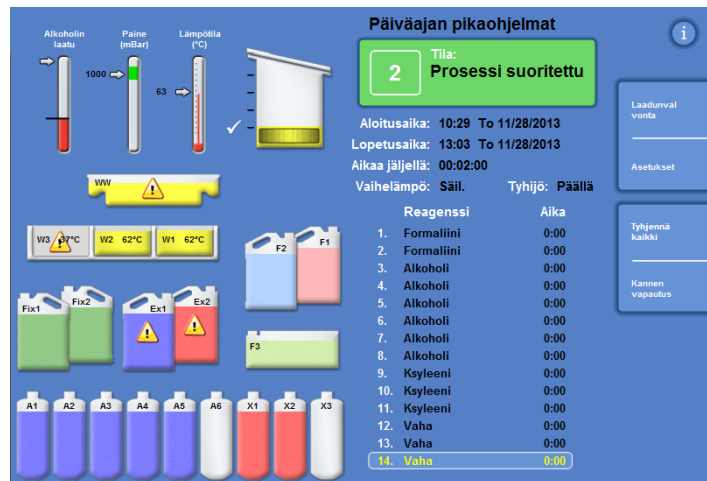 Alkoholin
laatu
Paine
(mBar)
Lämpötila
(°C)
1000
63
WW
W3 37°C
W2 62°C
W1 62°C
F2
F1
Fix1
Fix2
Ex1
Ex2
F3
A1
A2
A3
A4
A5
A6
X1
X2
X3
Päiväajan pikaohjelmat
2
Tila:
Prosessi suoritettu
Aloitusaika: 10:29 To 11/28/2013
Lopetusaika: 13:03 To 11/28/2013
Aikaa jäljellä: 00:02:00
Vaihelämpö: Säil. Tyhijö: Päällä
Reagenssi Aika
1. Formaliini 0:00
2. Formaliini 0:00
3. Alkoholi 0:00
4. Alkoholi 0:00
5. Alkoholi 0:00
6. Alkoholi 0:00
7. Alkoholi 0:00
8. Alkoholi 0:00
9. Ksyleeni 0:00
10. Ksyleeni 0:00
11. Ksyleeni 0:00
12. Vaha 0:00
13. Vaha 0:00
14. Vaha 0:00
i
Laadunval
vonta
Asetukset
Tyhjennä
kaikki
Kannen
vapautus